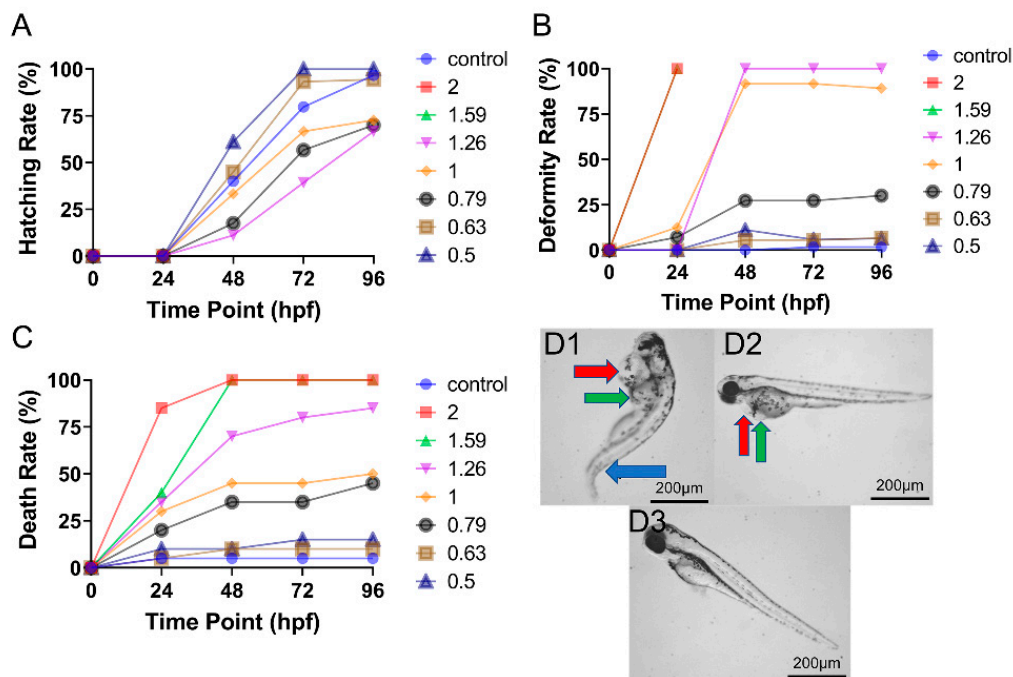 A
Hatching Rate (%)
100
75
50
25
0
0 24 48 72 96
Time Point (hpf)
control
2
1.59
1.26
1
0.79
0.63
0.5
B
Deformity Rate (%)
100
75
50
25
0
0 24 48 72 96
Time Point (hpf)
control
2
1.59
1.26
1
0.79
0.63
0.5
C
Death Rate (%)
100
75
50
25
0
0 24 48 72 96
Time Point (hpf)
control
2
1.59
1.26
1
0.79
0.63
0.5
D1
200μm
D2
200μm
D3
200μm